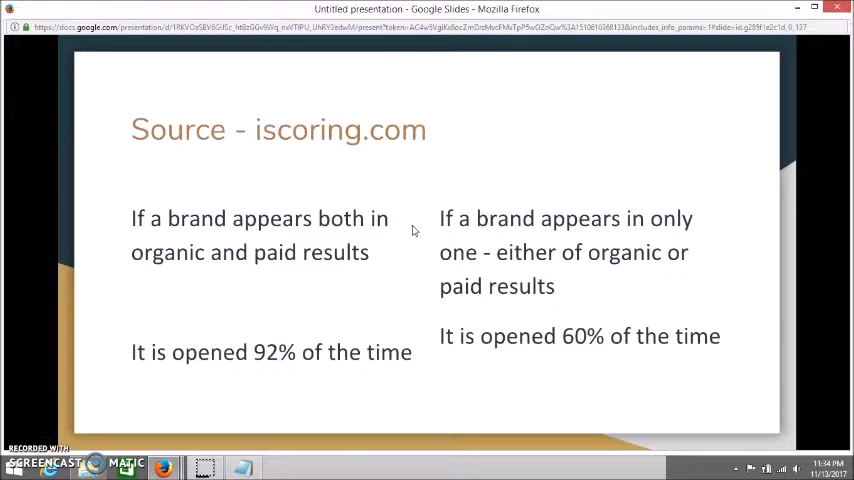 Untitled presentation - Google Slides - Mozilla Firefox
Source - iscoring.com
If a brand appears both in
organic and paid results
It is opened 92% of the time
If a brand appears in only
one - either of organic or
paid results
It is opened 60% of the time
RECORDED WITH
SCREENCAST MATIC
11:34 PM
11/13/2017